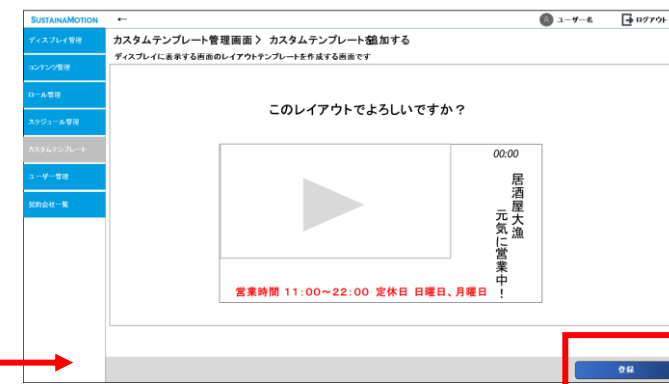 SUSTAINAMOTION
←
ユーザー名
ログアウト
ディスプレイ管理
コンテンツ管理
ロール管理
スケジュール管理
カスタムテンプレート
ユーザー管理
契約会社一覧
カスタムテンプレート管理画面 〉 カスタムテンプレートを追加する
ディスプレイに表示する画面のレイアウトテンプレートを作成する画面です
このレイアウトでよろしいですか？
00:00
居酒屋大漁
元気に営業中！
営業時間 11:00～22:00 定休日 日曜日、月曜日
登録